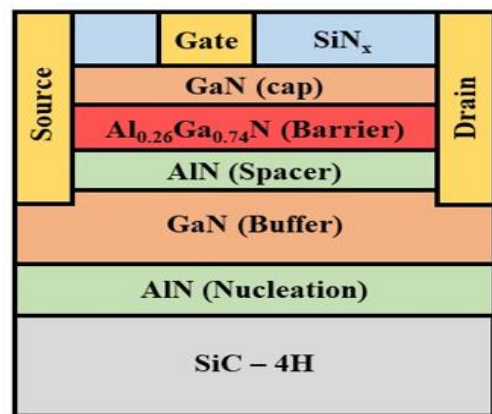 Source
Gate
SiNₓ
Drain
GaN (cap)
Al₀.₂₆Ga₀.₇₄N (Barrier)
AlN (Spacer)
GaN (Buffer)
AlN (Nucleation)
SiC – 4H